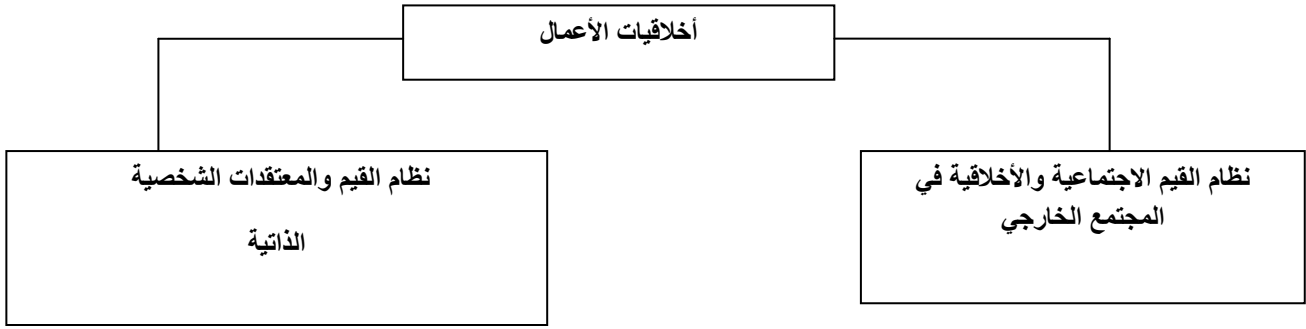 أخلاقيات الأعمال
نظام القيم الاجتماعية والأخلاقية في
المجتمع الخارجي
نظام القيم والمعتقدات الشخصية
الذاتية